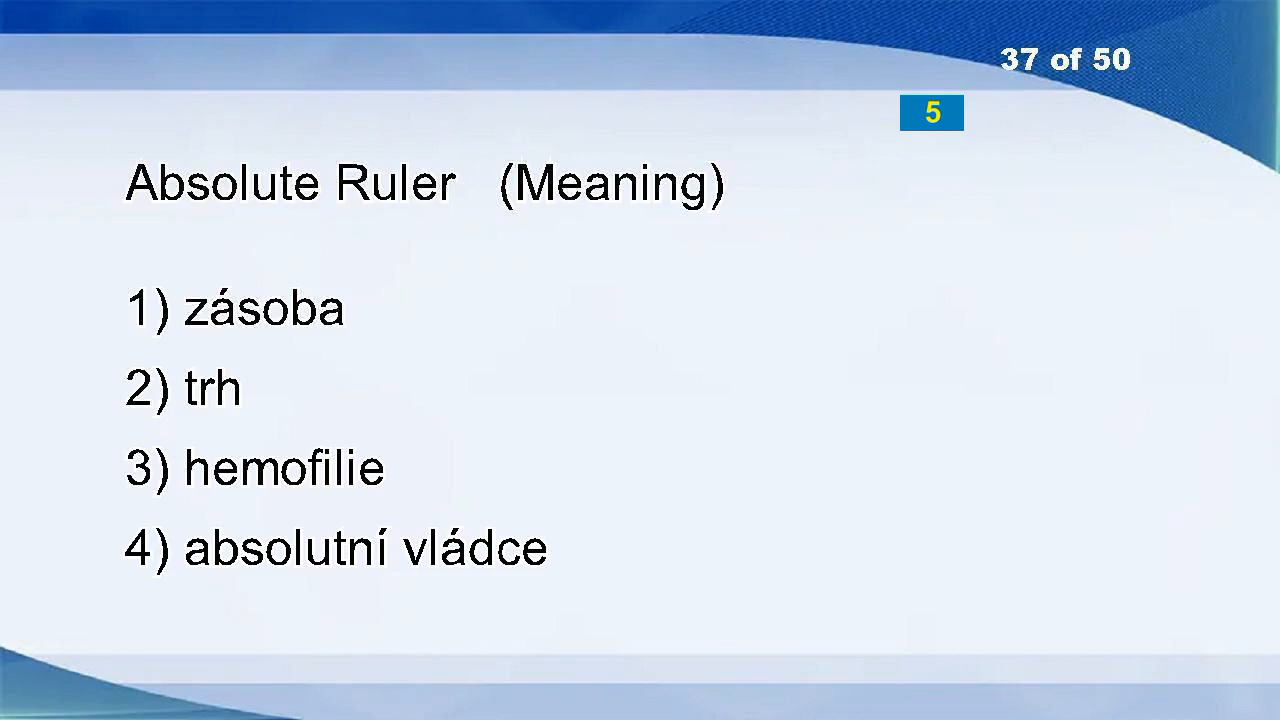 37 of 50
5
Absolute Ruler (Meaning)
1) zásoba
2) trh
3) hemofilie
4) absolutní vládce